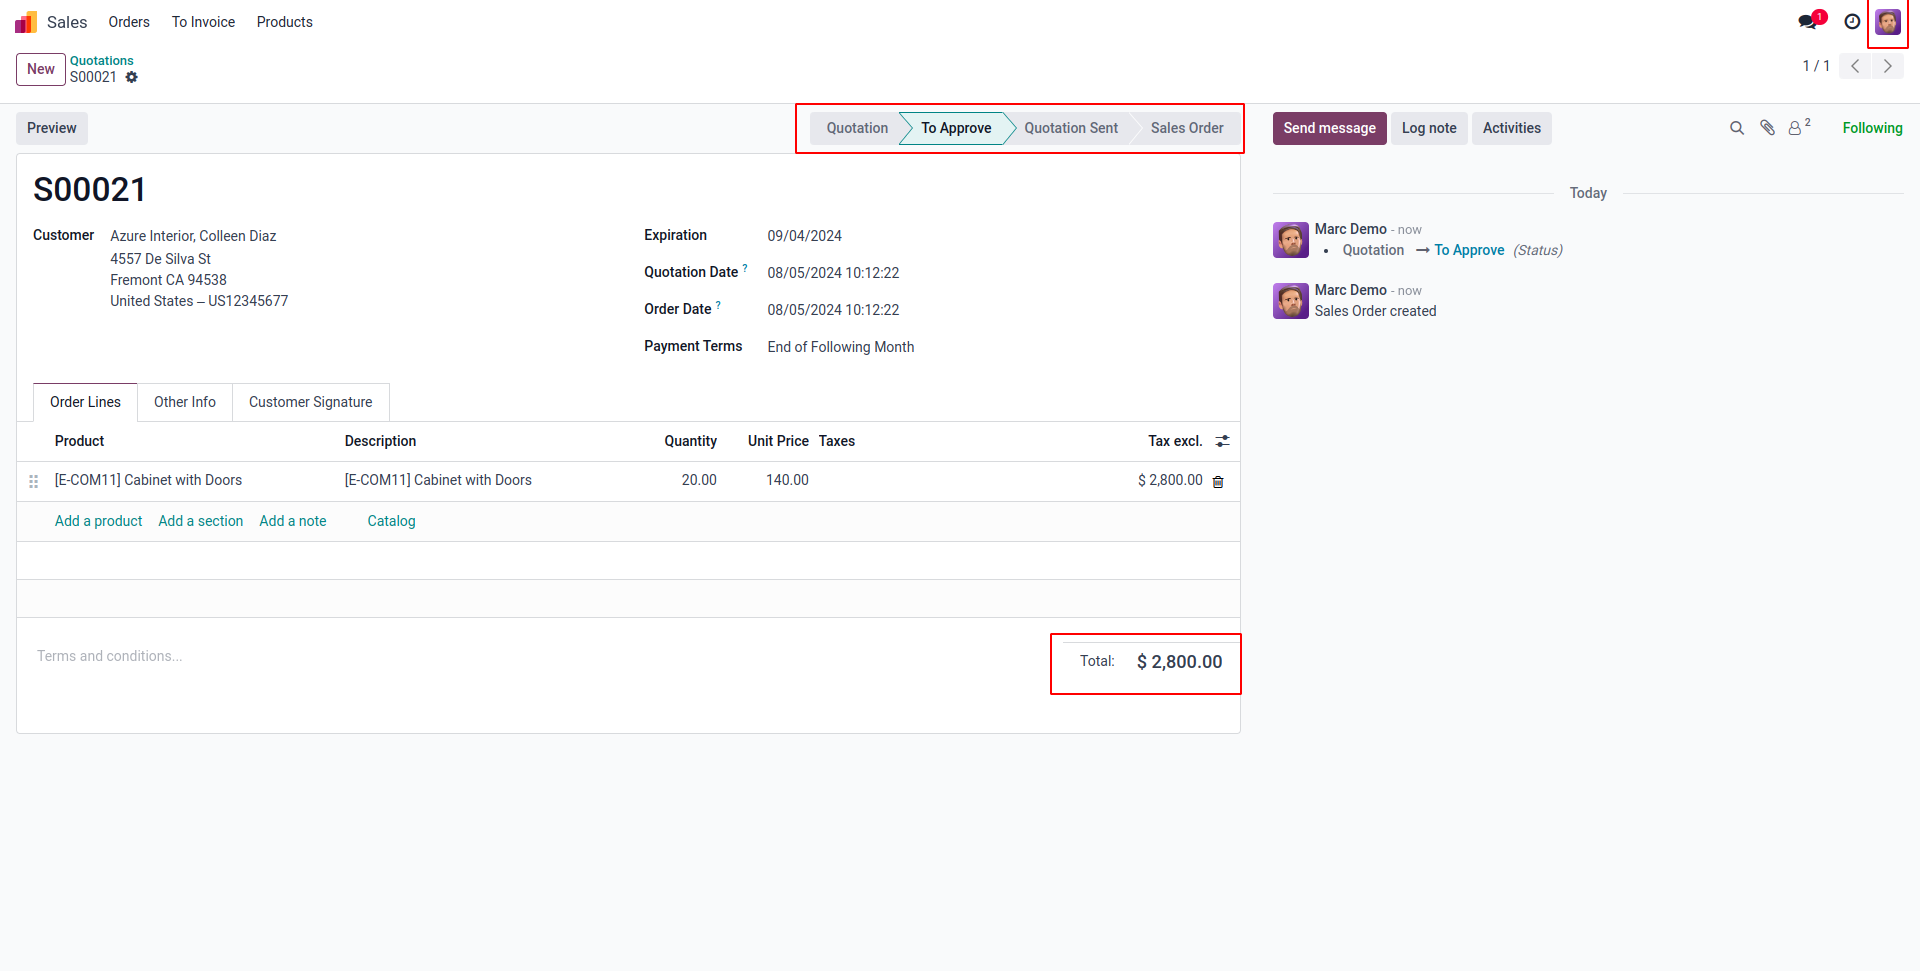 Sales Orders To Invoice Products 1
New Quotations
S00021
1 / 1
Preview
Quotation To Approve Quotation Sent Sales Order
Send message Log note Activities 2 Following
S00021
Customer Azure Interior, Colleen Diaz
4557 De Silva St
Fremont CA 94538
United States – US12345677
Expiration 09/04/2024
Quotation Date ? 08/05/2024 10:12:22
Order Date ? 08/05/2024 10:12:22
Payment Terms End of Following Month
Order Lines Other Info Customer Signature
Product Description Quantity Unit Price Taxes Tax excl.
[E-COM11] Cabinet with Doors [E-COM11] Cabinet with Doors 20.00 140.00 $ 2,800.00
Add a product Add a section Add a note Catalog
Terms and conditions...
Total: $ 2,800.00
Today
Marc Demo - now
• Quotation → To Approve (Status)
Marc Demo - now
Sales Order created